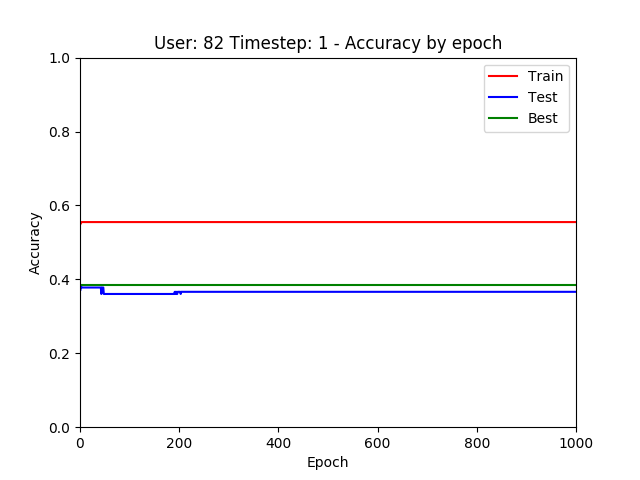 User: 82 Timestep: 1 - Accuracy by epoch
1.0
0.8
0.6
0.4
0.2
0.0
Accuracy
Train
Test
Best
0 200 400 600 800 1000
Epoch